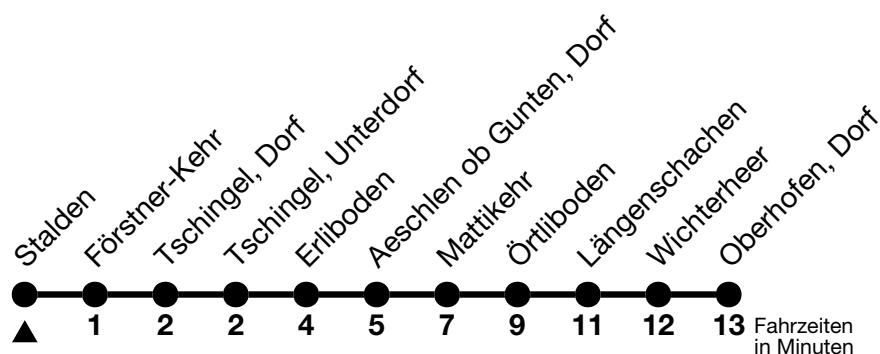 Stalden
Förstner-Kehr
Tschingel, Dorf
Tschingel, Unterdorf
Erliboden
Aeschlen ob Gunten, Dorf
Mattikehr
Örtliboden
Längenschachen
Wichterheer
Oberhofen, Dorf
1 2 2 4 5 7 9 11 12 13 Fahrzeiten
in Minuten